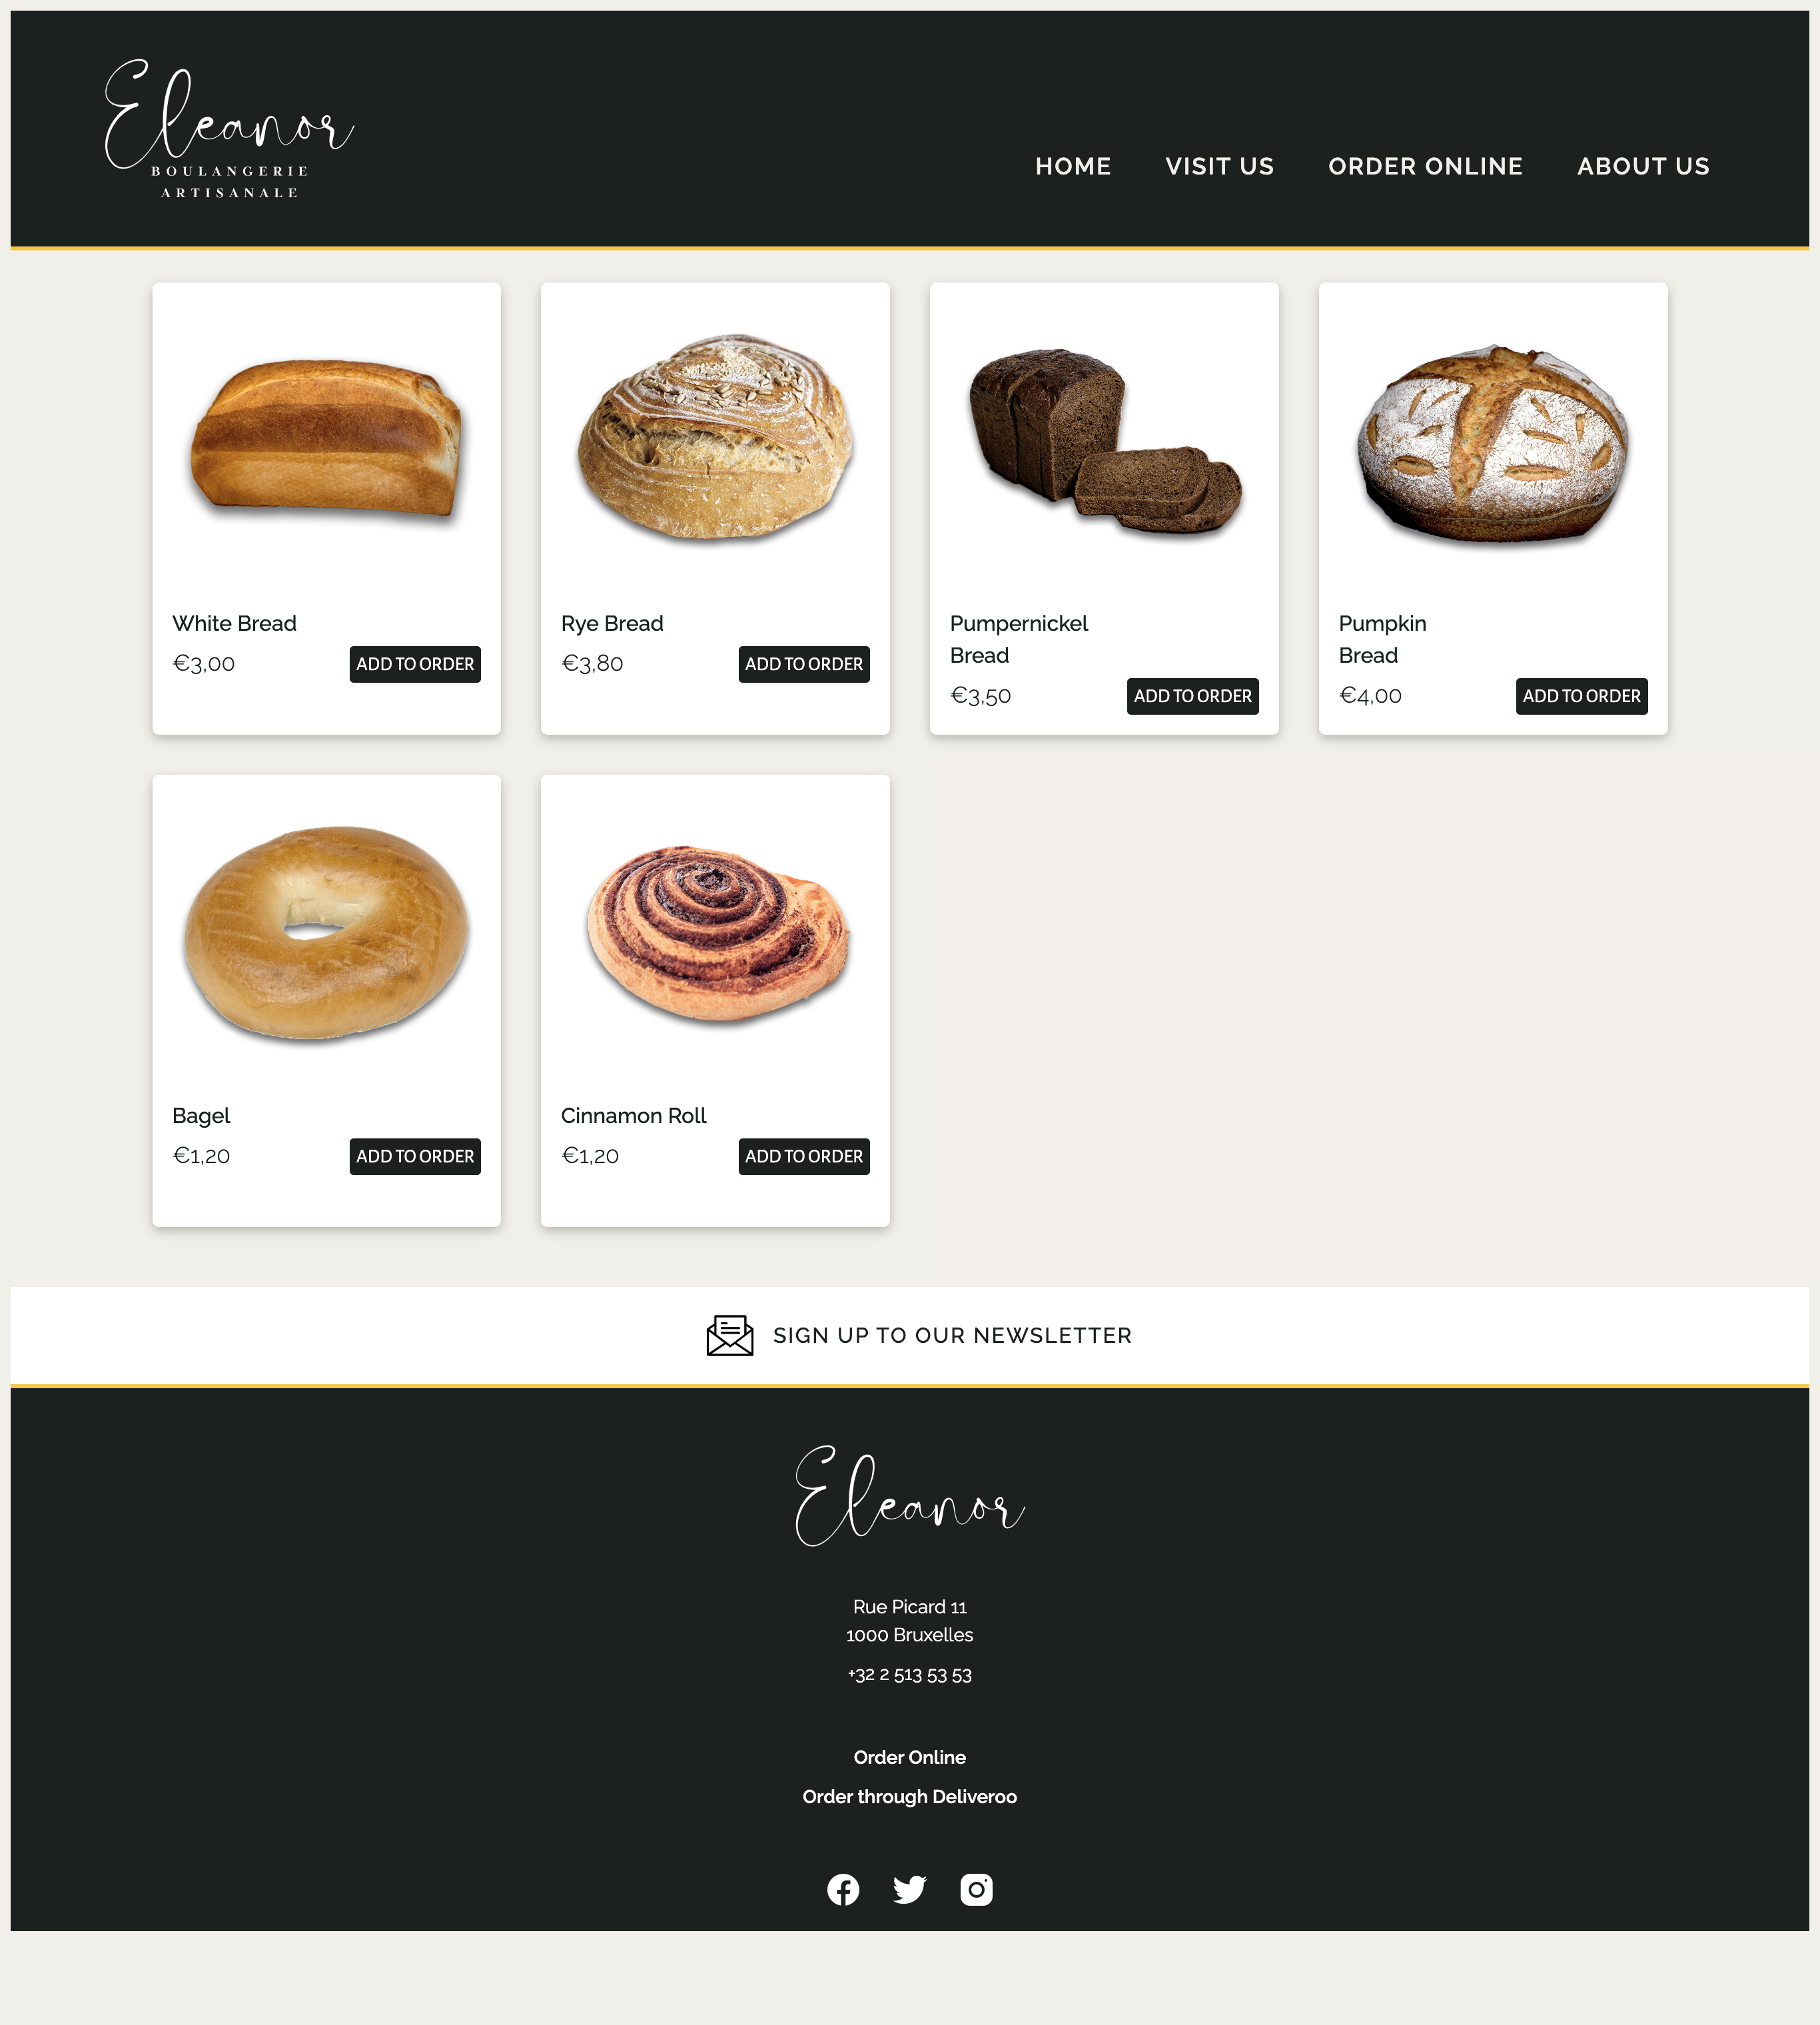 Eleanor
BOULANGERIE
ARTISANALE
HOME VISIT US ORDER ONLINE ABOUT US
White Bread
€3,00 ADD TO ORDER
Rye Bread
€3,80 ADD TO ORDER
Pumpernickel
Bread
€3,50 ADD TO ORDER
Pumpkin
Bread
€4,00 ADD TO ORDER
Bagel
€1,20 ADD TO ORDER
Cinnamon Roll
€1,20 ADD TO ORDER
SIGN UP TO OUR NEWSLETTER
Eleanor
Rue Picard 11
1000 Bruxelles
+32 2 513 53 53
Order Online
Order through Deliveroo